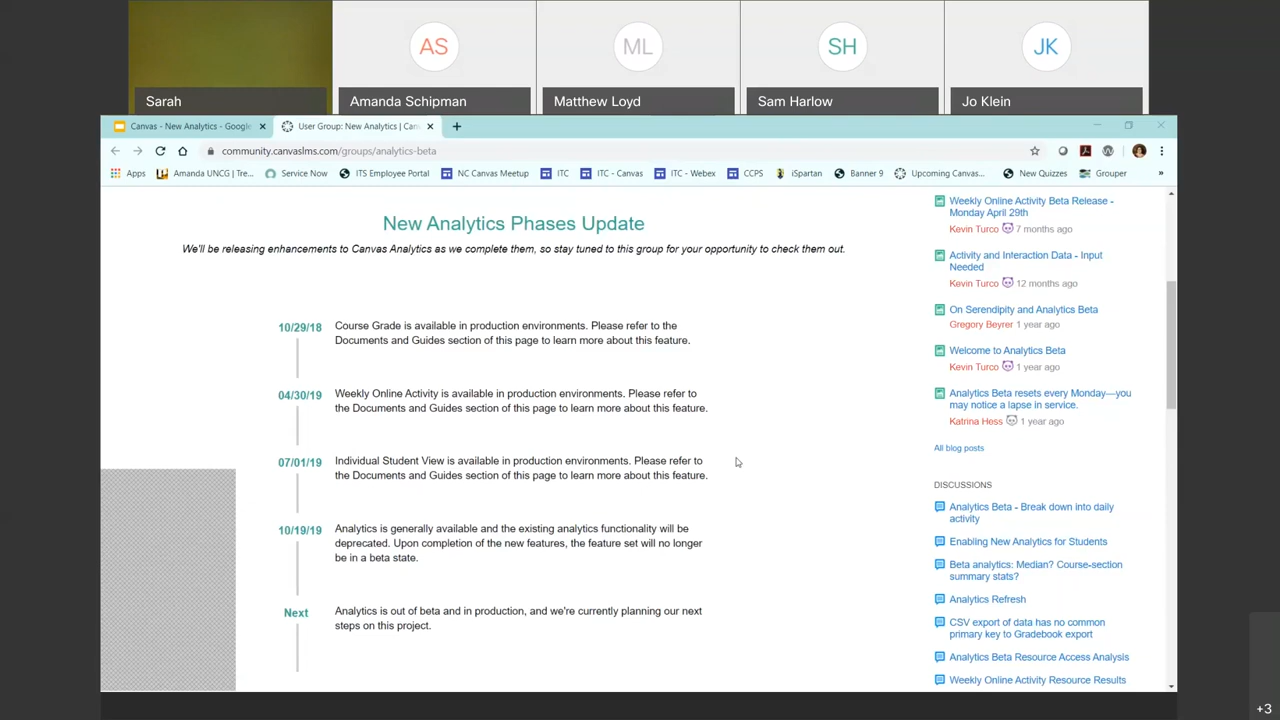 AS
ML
SH
JK
Sarah
Amanda Schipman
Matthew Loyd
Sam Harlow
Jo Klein
Canvas - New Analytics - Google
User Group: New Analytics | Can
community.canvaslms.com/groups/analytics-beta
Apps
Amanda UNCG | Tre...
Service Now
ITS Employee Portal
NC Canvas Meetup
ITC
ITC - Canvas
ITC - Webex
CCPS
iSpartan
Banner 9
Upcoming Canvas...
New Quizzes
Grouper
»
New Analytics Phases Update
We'll be releasing enhancements to Canvas Analytics as we complete them, so stay tuned to this group for your opportunity to check them out.
10/29/18
Course Grade is available in production environments. Please refer to the
Documents and Guides section of this page to learn more about this feature.
04/30/19
Weekly Online Activity is available in production environments. Please refer to
the Documents and Guides section of this page to learn more about this feature.
07/01/19
Individual Student View is available in production environments. Please refer to
the Documents and Guides section of this page to learn more about this feature.
10/19/19
Analytics is generally available and the existing analytics functionality will be
deprecated. Upon completion of the new features, the feature set will no longer
be in a beta state.
Next
Analytics is out of beta and in production, and we're currently planning our next
steps on this project.
Weekly Online Activity Beta Release -
Monday April 29th
Kevin Turco 7 months ago
Activity and Interaction Data - Input
Needed
Kevin Turco 12 months ago
On Serendipity and Analytics Beta
Gregory Beyrer 1 year ago
Welcome to Analytics Beta
Kevin Turco 1 year ago
Analytics Beta resets every Monday—you
may notice a lapse in service.
Katrina Hess 1 year ago
All blog posts
DISCUSSIONS
Analytics Beta - Break down into daily
activity
Enabling New Analytics for Students
Beta analytics: Median? Course-section
summary stats?
Analytics Refresh
CSV export of data has no common
primary key to Gradebook export
Analytics Beta Resource Access Analysis
Weekly Online Activity Resource Results
+3